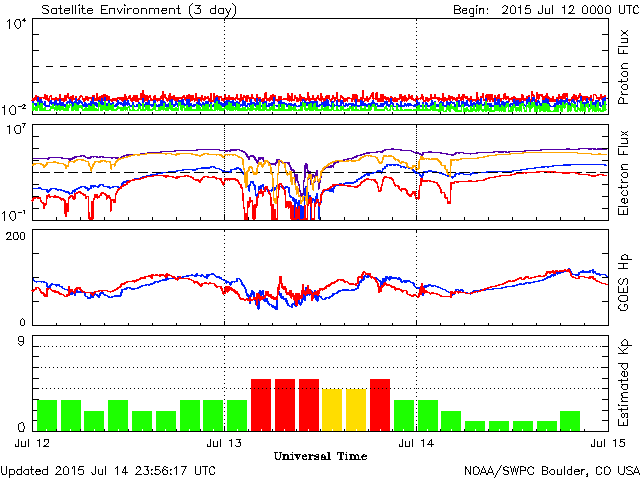 Satellite Environment (3 day)
Begin: 2015 Jul 12 0000 UTC
10^4
10^-2
Proton Flux
10^7
10^-1
Electron Flux
200
0
GOES Hp
9
0
Estimated Kp
Jul 12
Jul 13
Jul 14
Jul 15
Universal Time
Updated 2015 Jul 14 23:56:17 UTC
NOAA/SWPC Boulder, CO USA